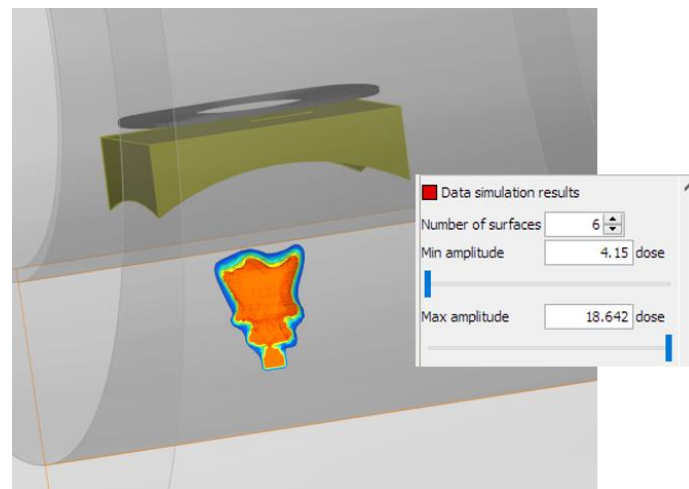 Data simulation results
Number of surfaces 6
Min amplitude 4.15 dose
Max amplitude 18.642 dose